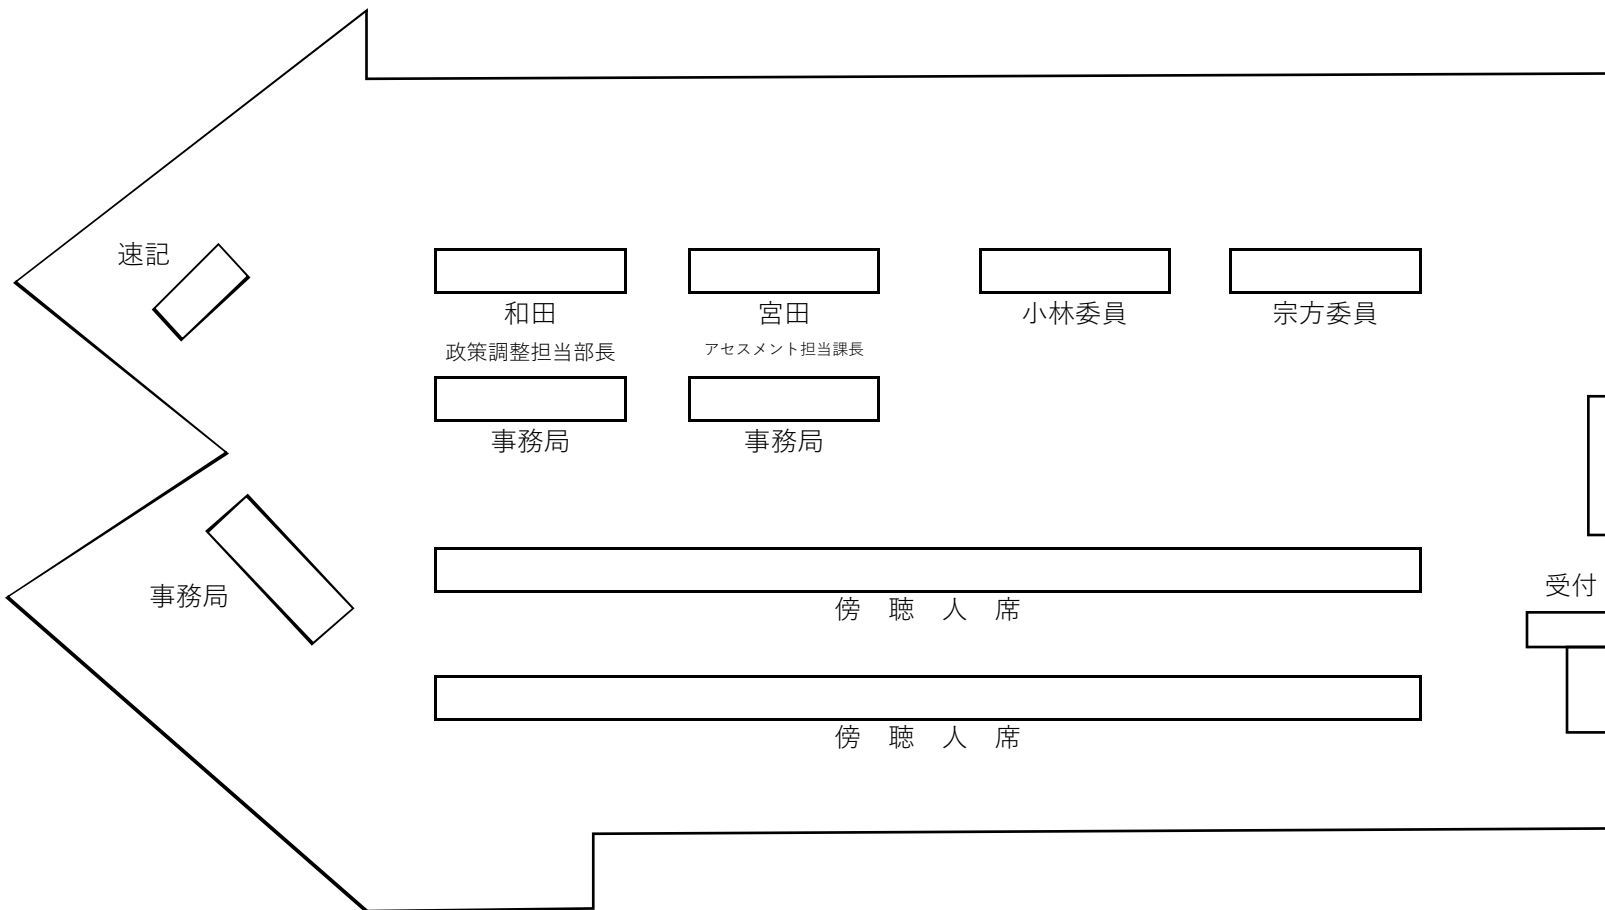 速記
和田
宮田
小林委員
宗方委員
政策調整担当部長
アセスメント担当課長
事務局
事務局
受付
事務局
傍 聴 人 席
傍 聴 人 席